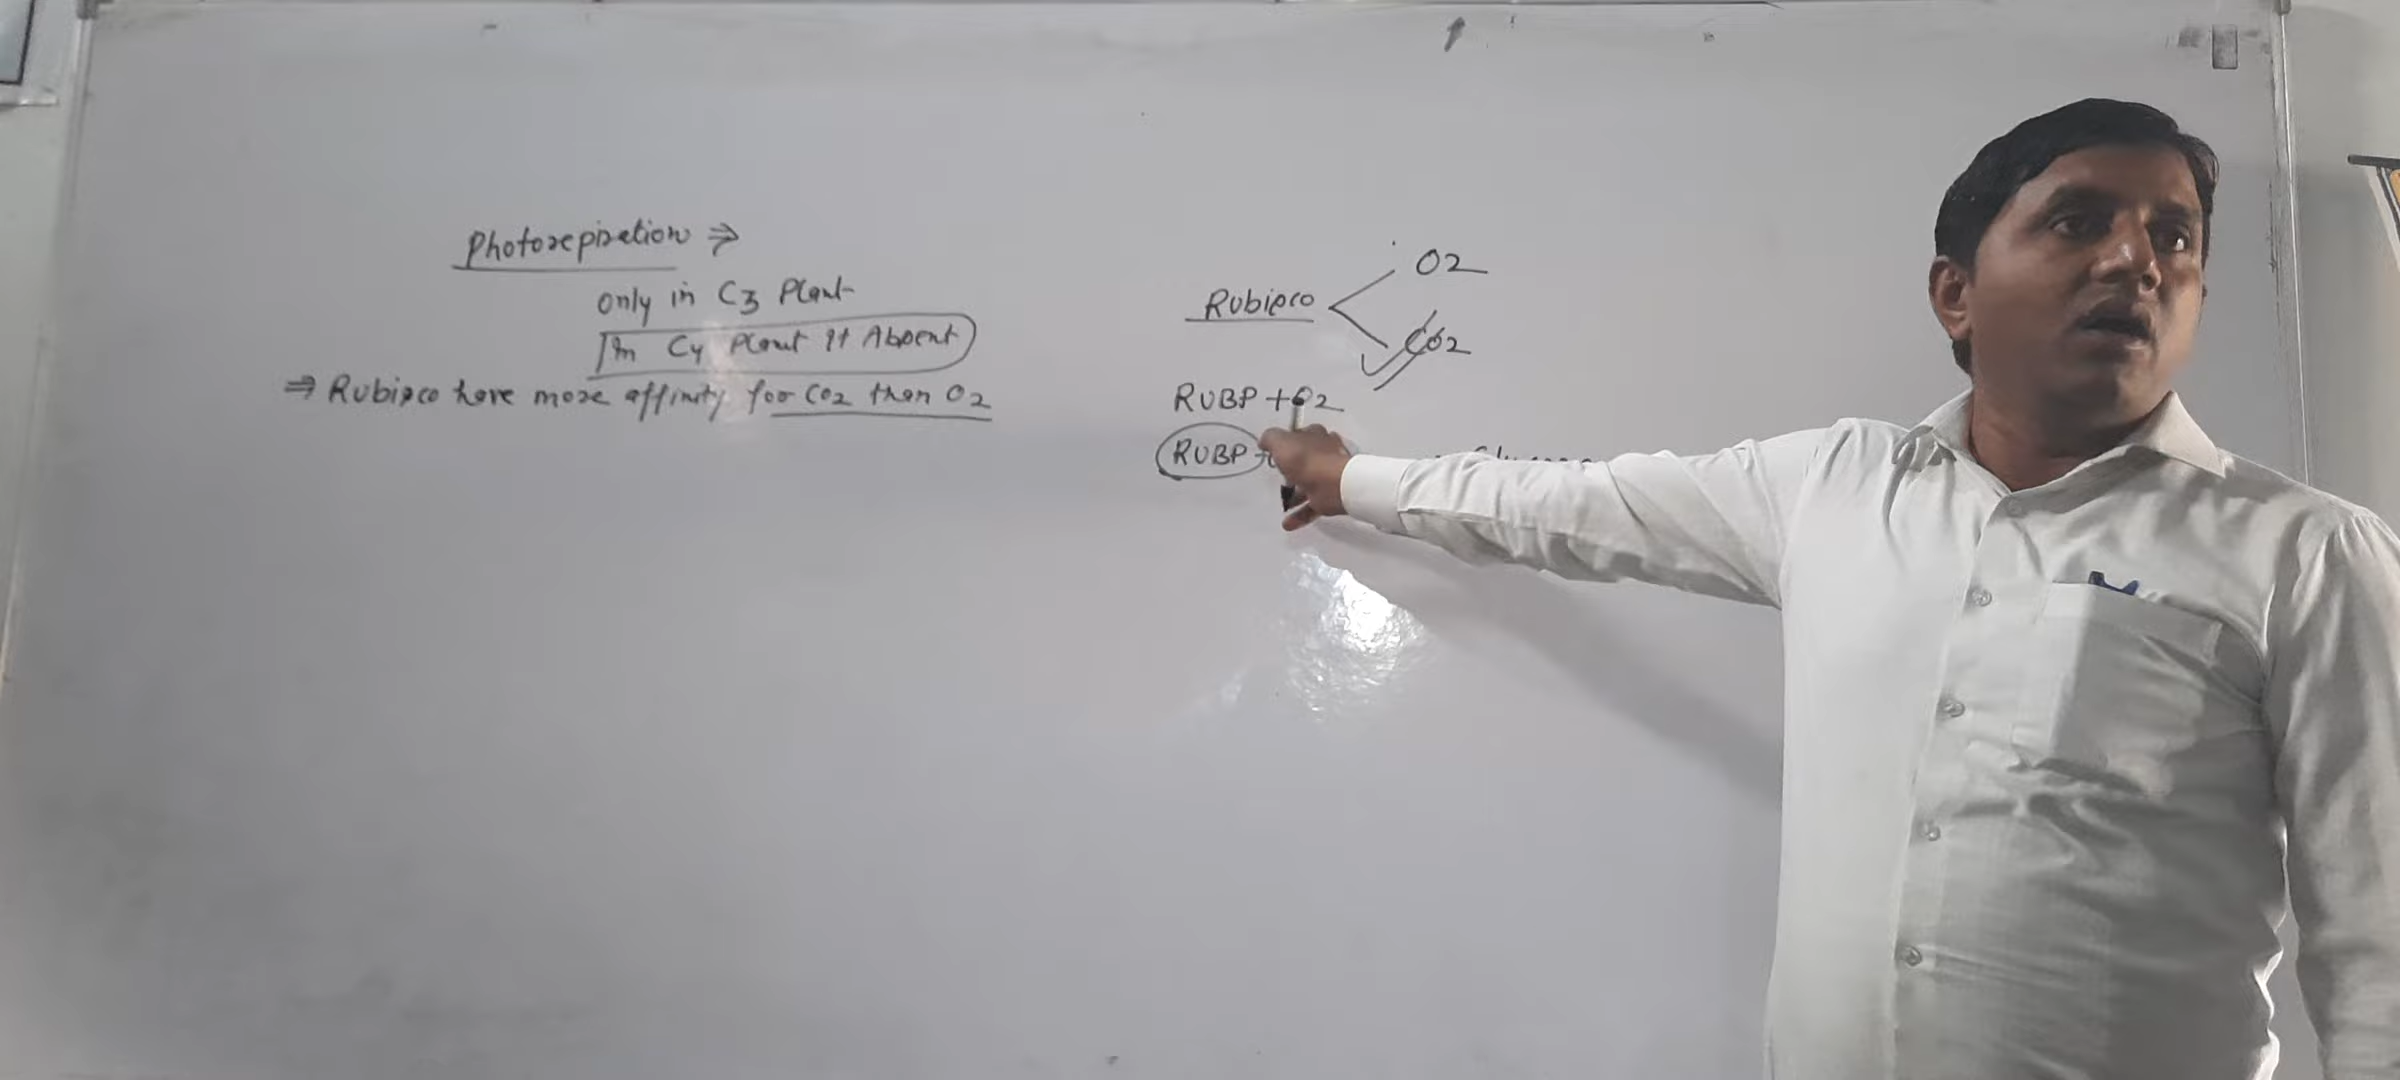 Photorepiration ⇒
only in C3 Plant
In C4 Plant It Absent
⇒ Rubisco have more affinity for CO2 than O2
Rubisco
O2
CO2
RUBP + O2
RUBP +